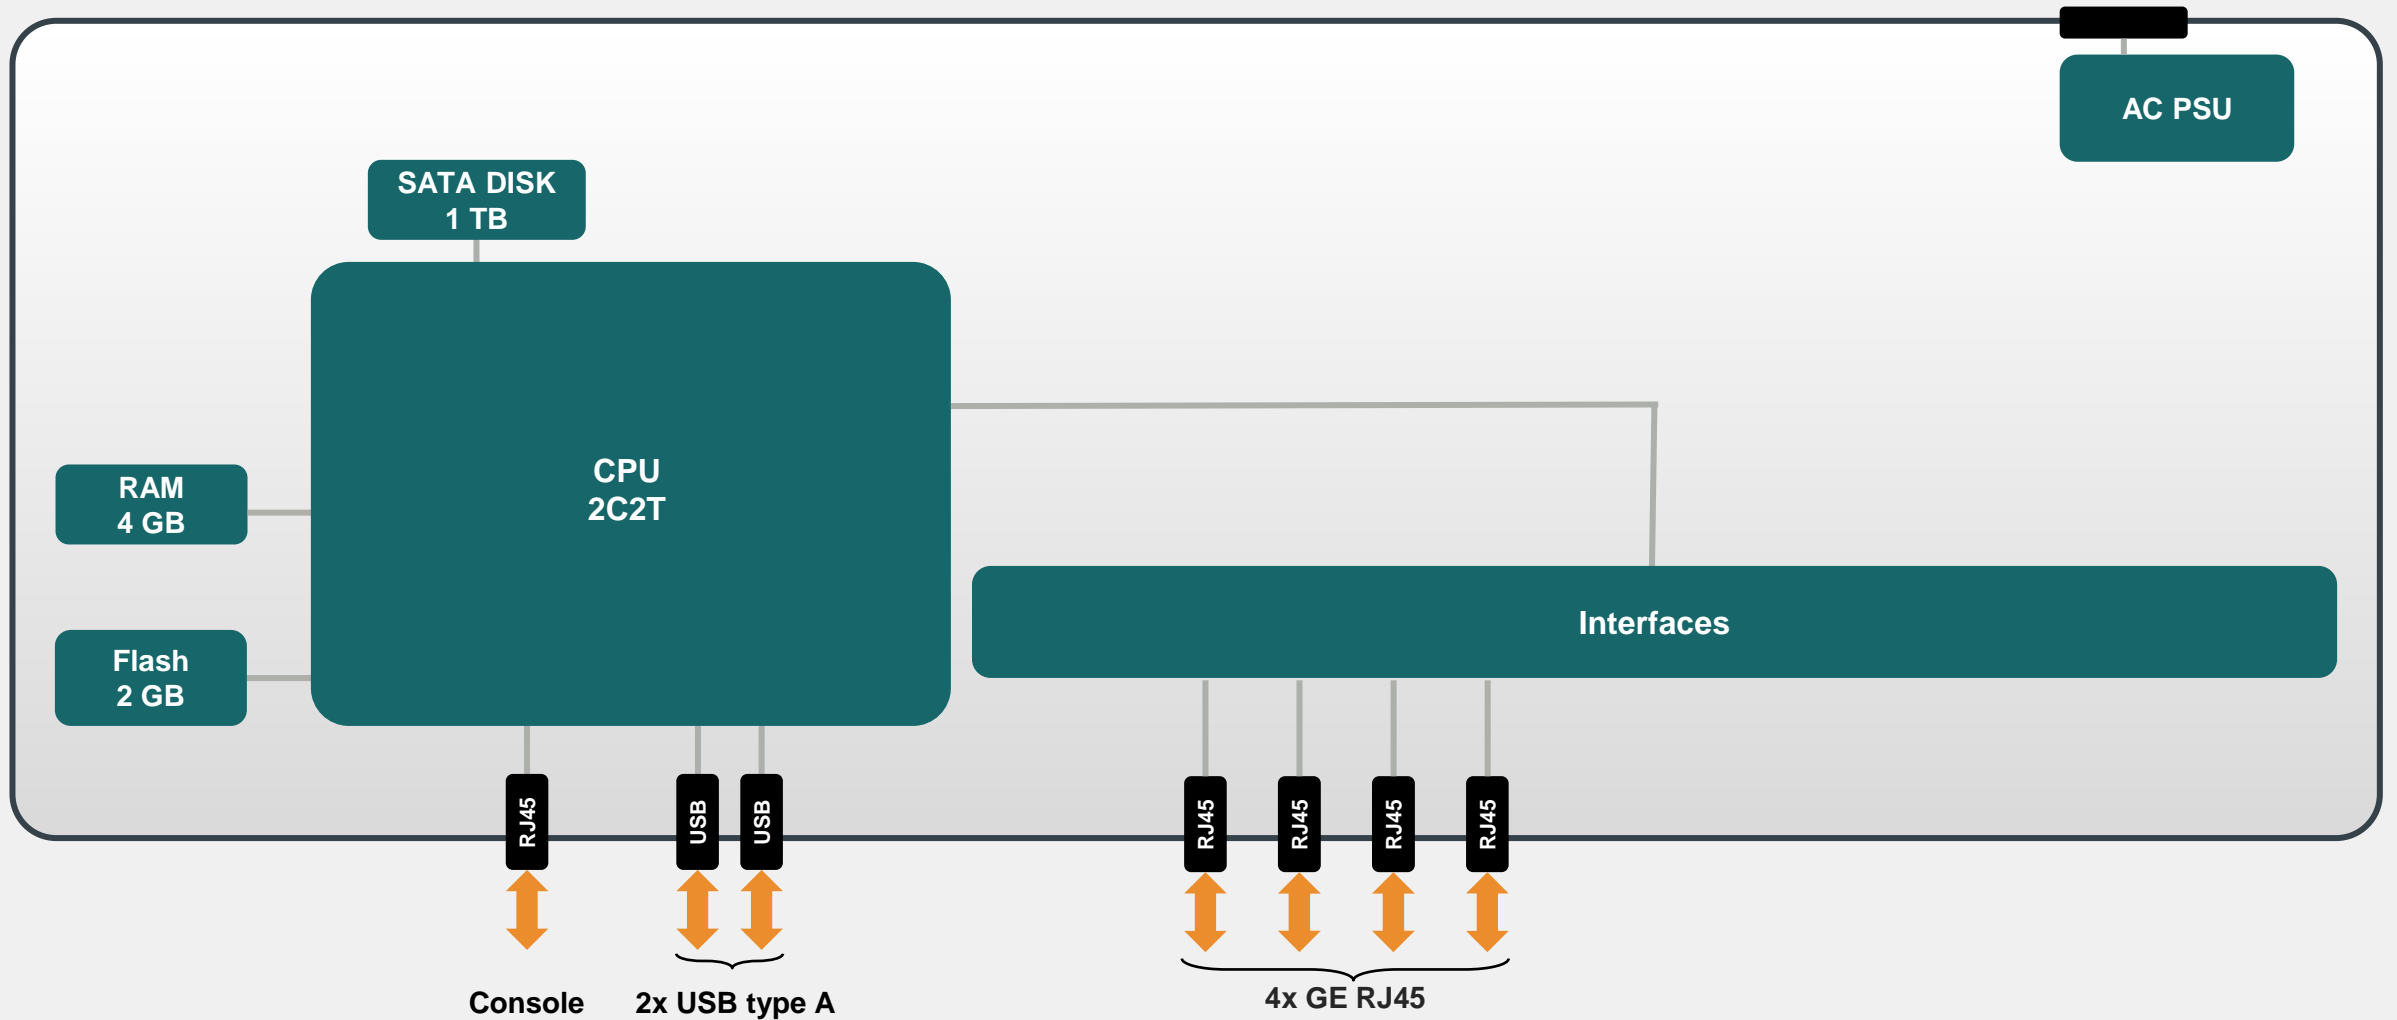 AC PSU
SATA DISK
1 TB
CPU
2C2T
RAM
4 GB
Interfaces
Flash
2 GB
RJ45
USB
USB
RJ45
RJ45
RJ45
RJ45
Console
2x USB type A
4x GE RJ45